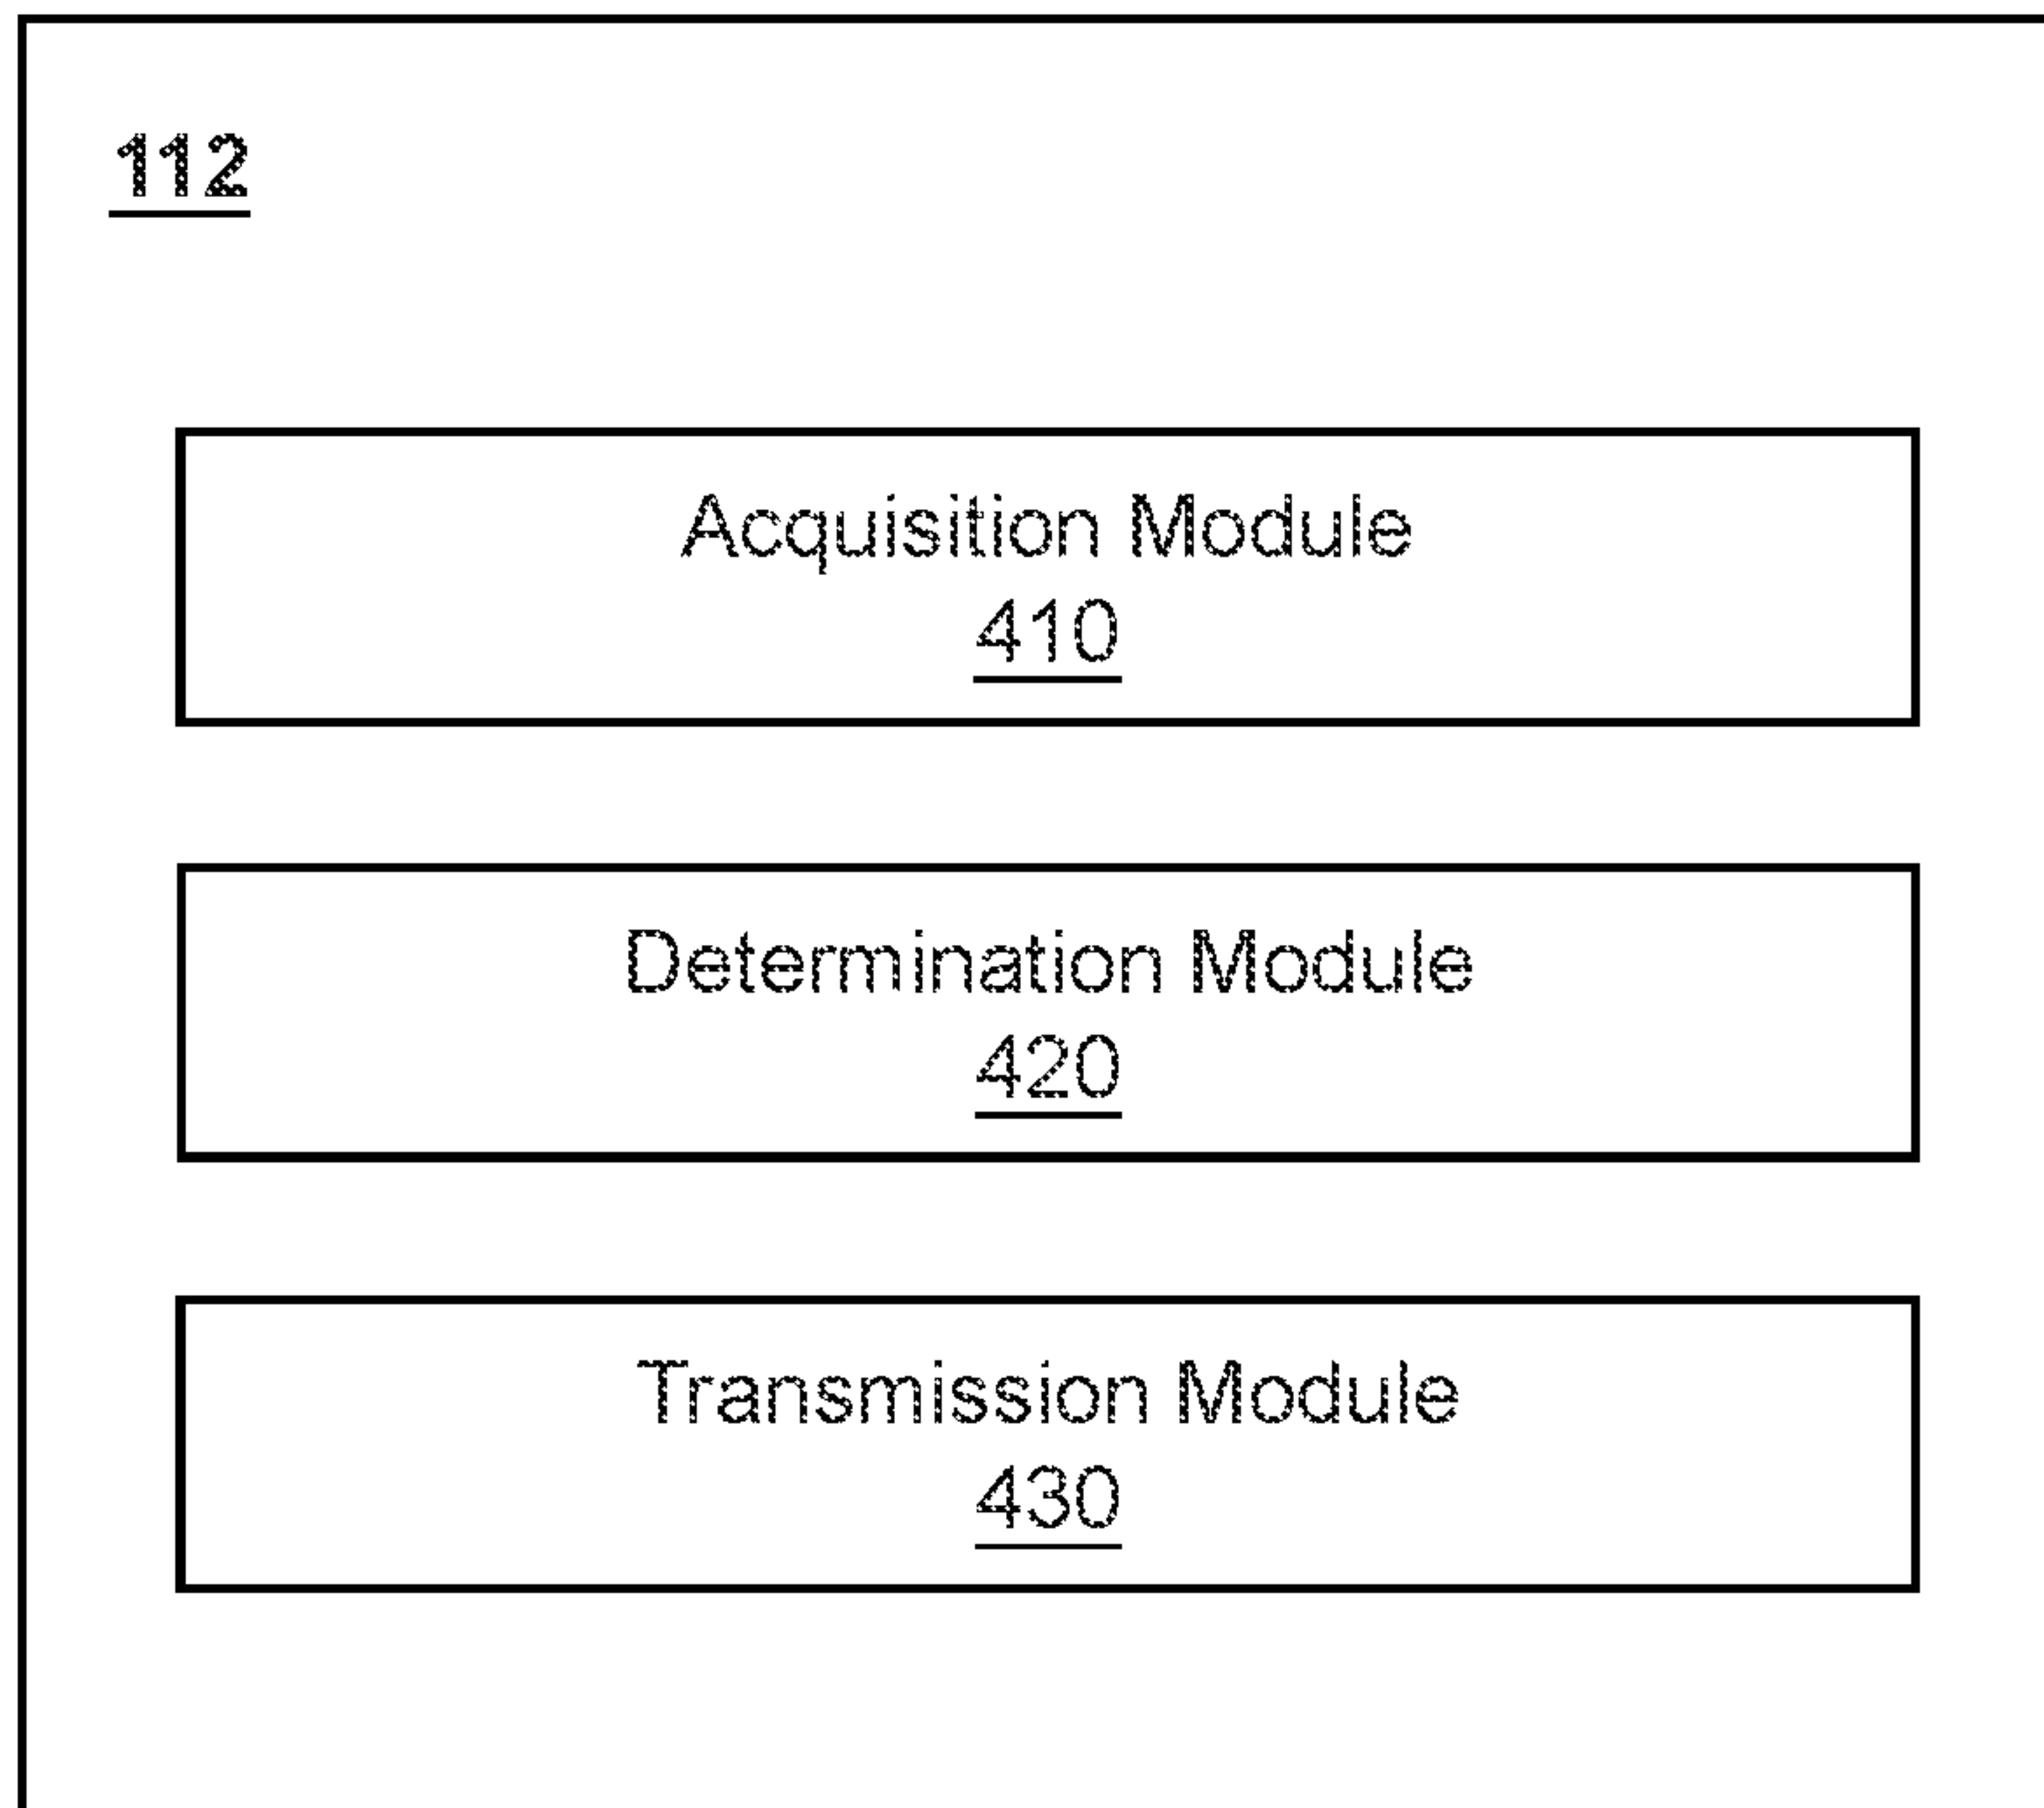 112
Acquisition Module
410
Determination Module
420
Transmission Module
430